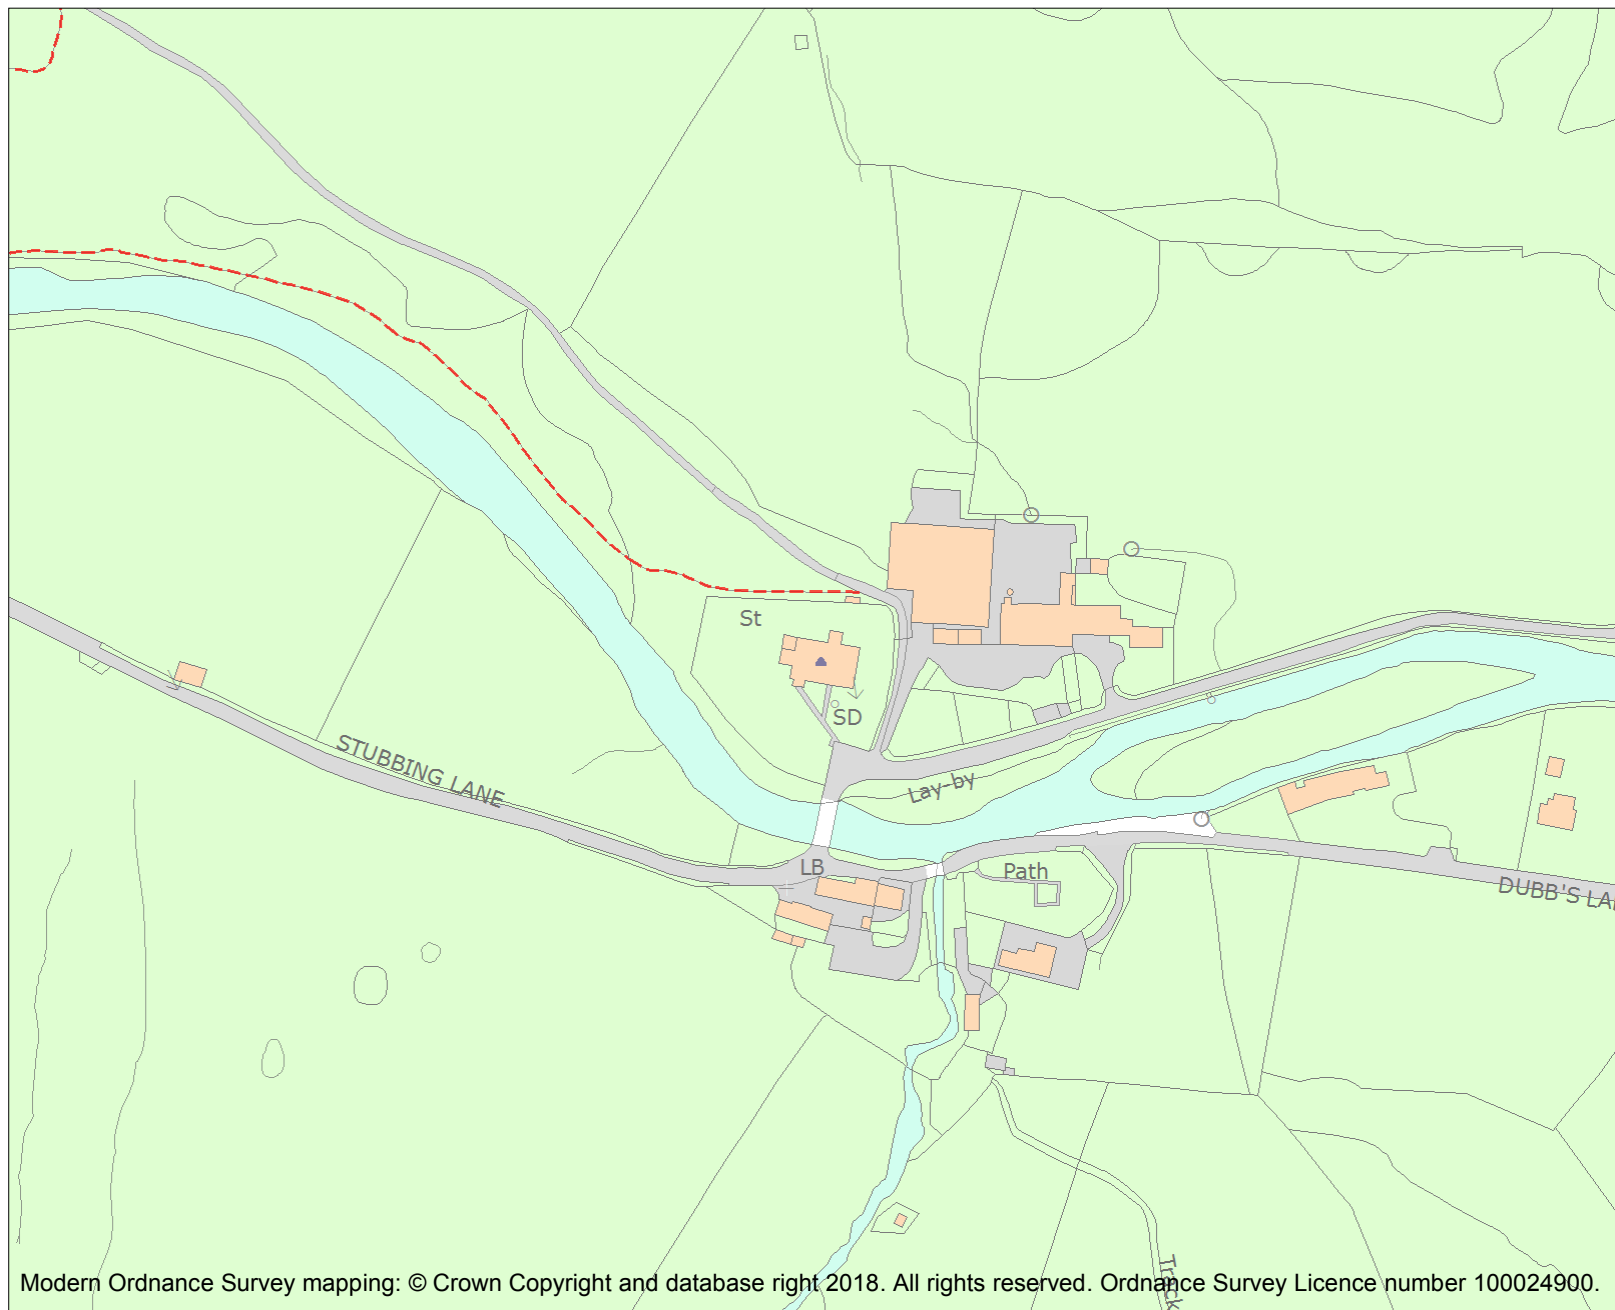 St
SD
STUBBING LANE
Lay-by
LB
Path
DUBB'S LA
Track
Modern Ordnance Survey mapping: © Crown Copyright and database right 2018. All rights reserved. Ordnance Survey Licence number 100024900.